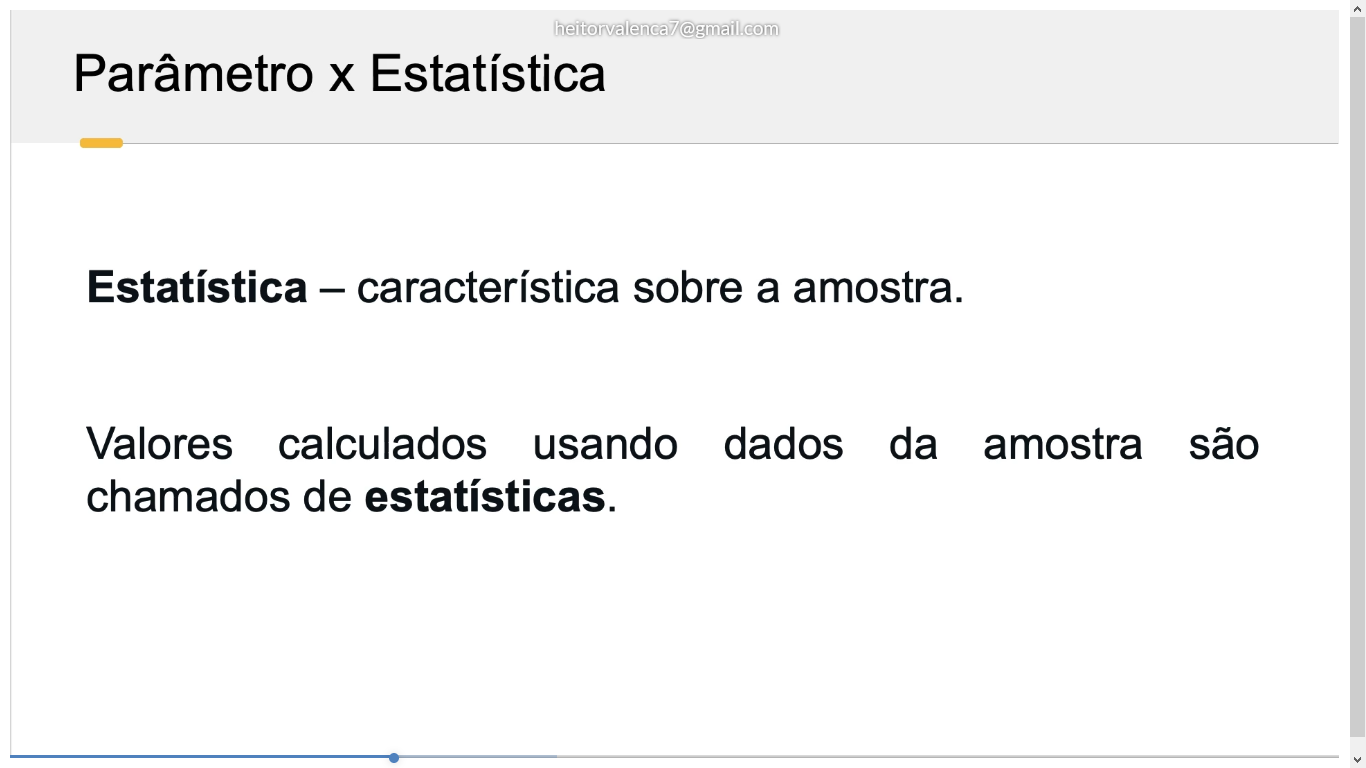 heitorvalenca7@gmail.com
Parâmetro x Estatística
Estatística – característica sobre a amostra.
Valores calculados usando dados da amostra são
chamados de estatísticas.